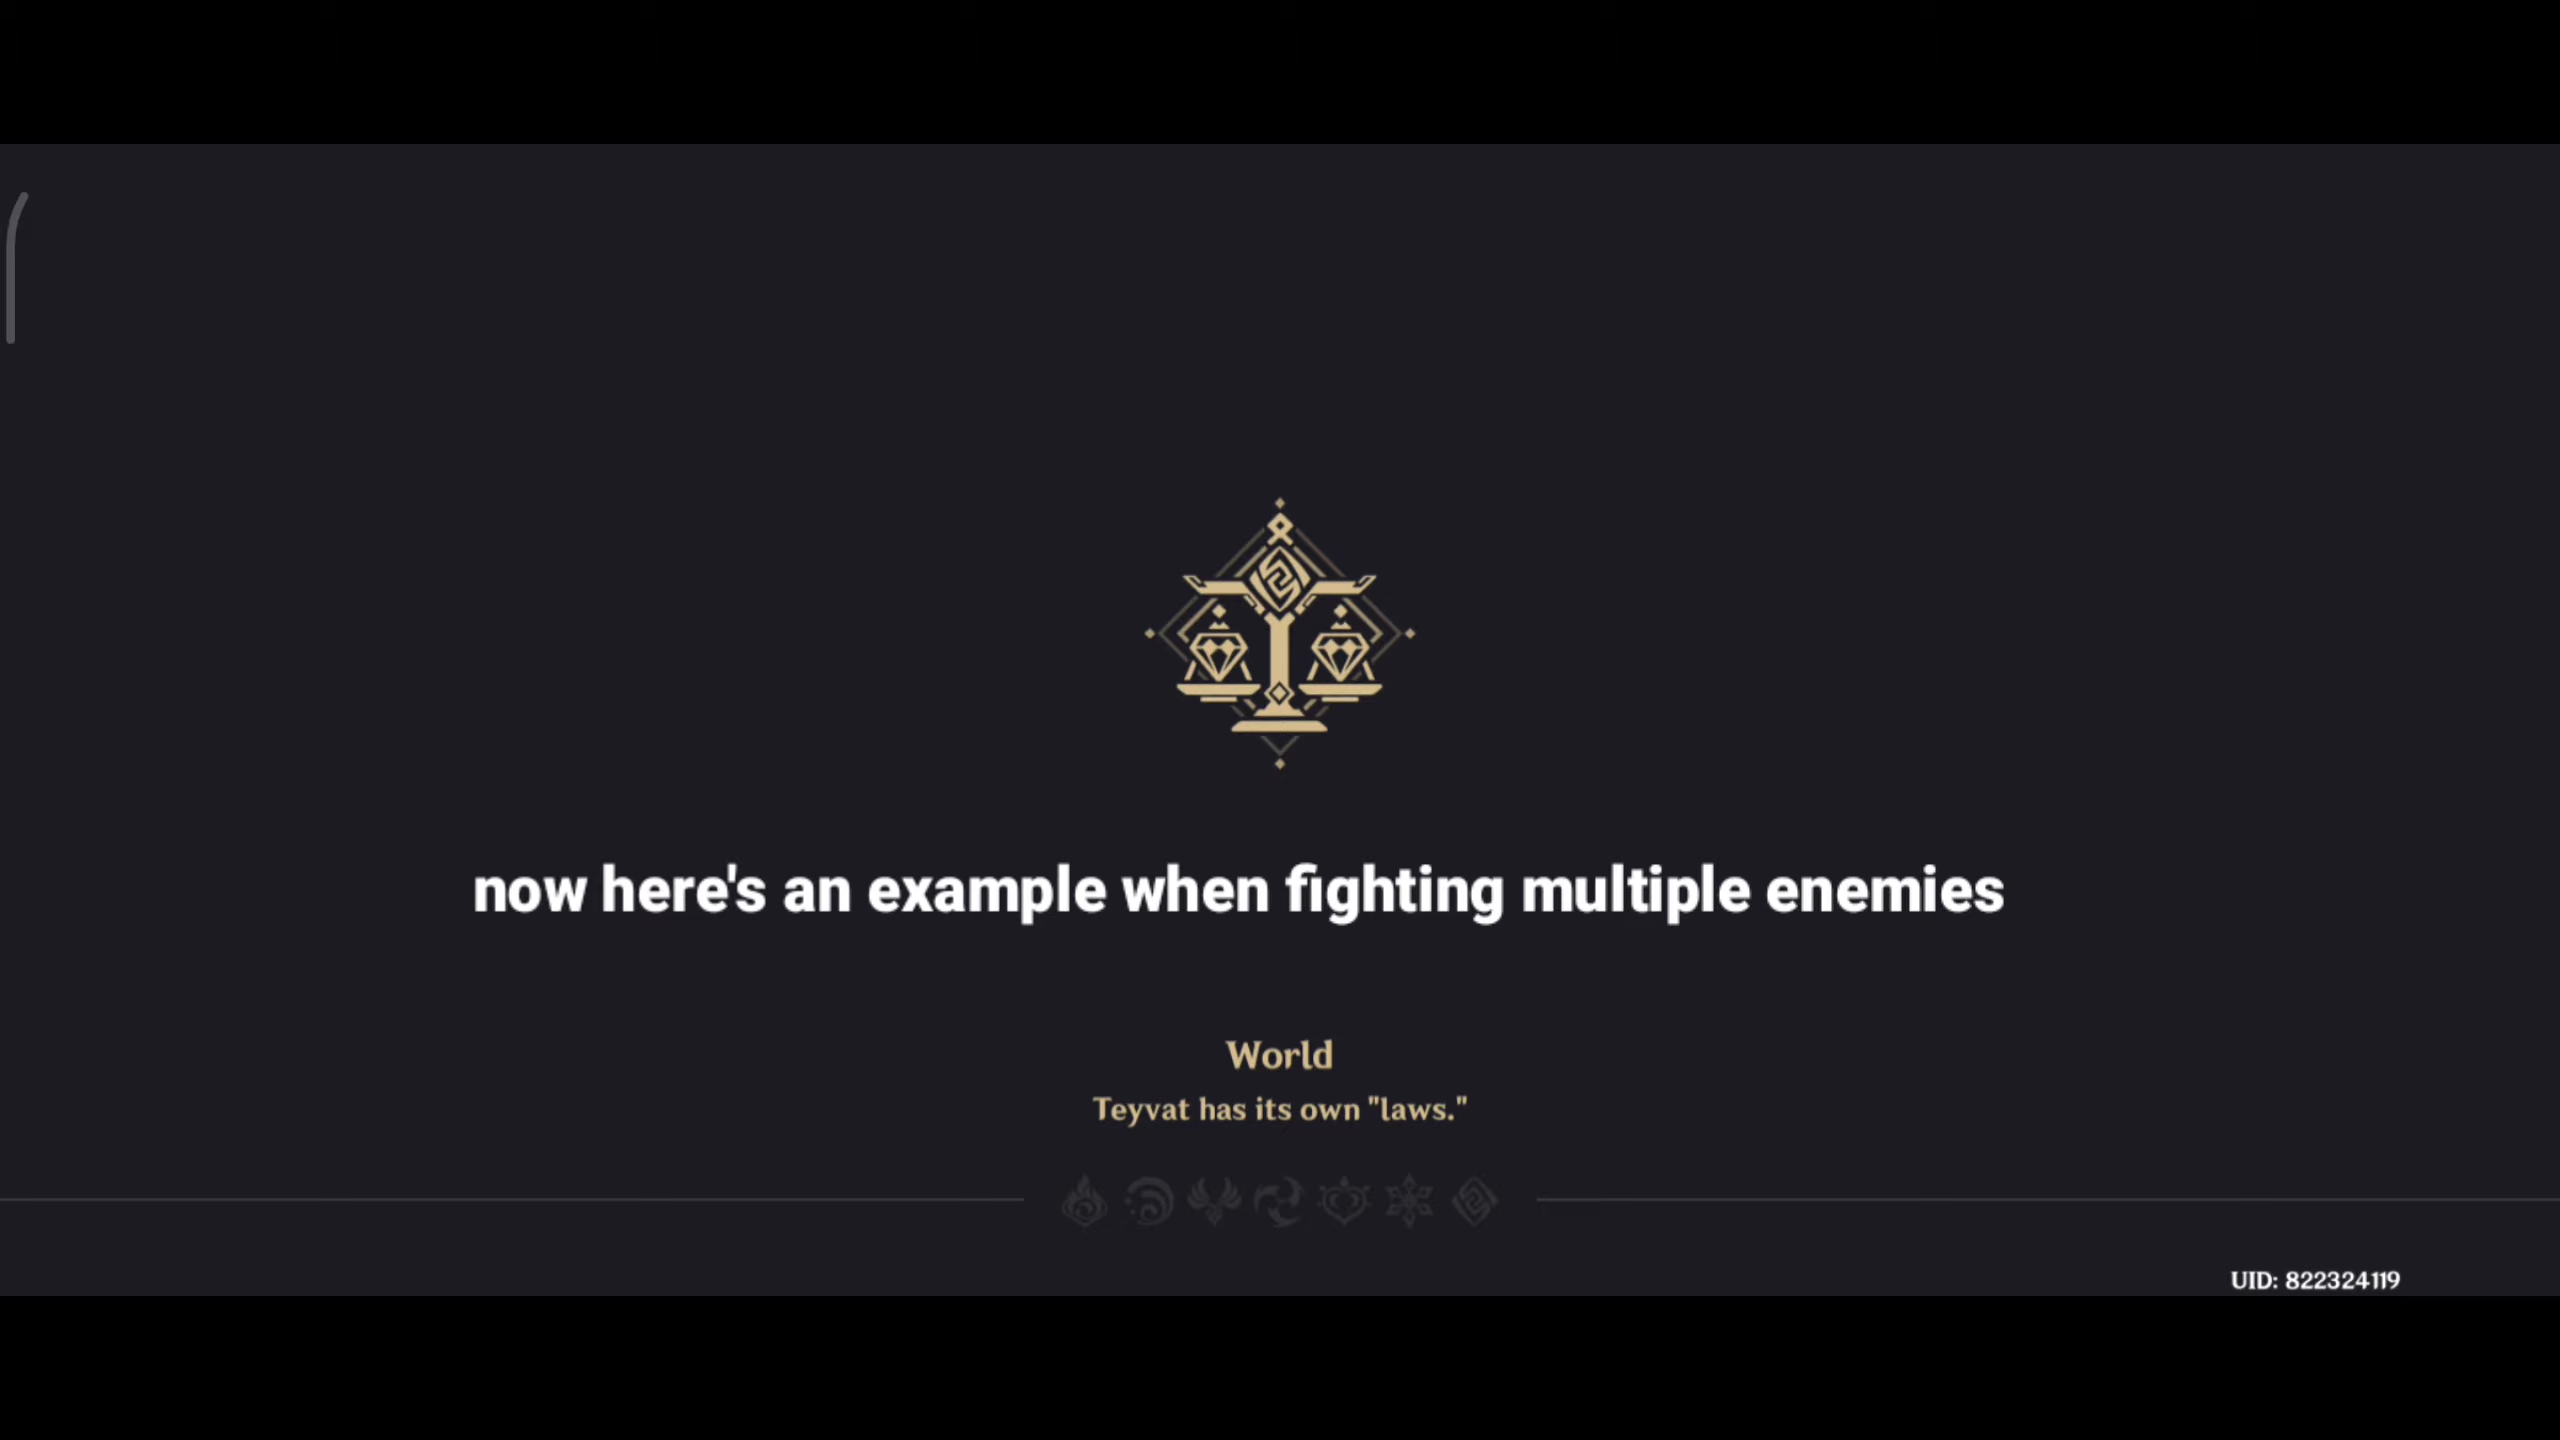 now here's an example when fighting multiple enemies
World
Teyvat has its own "laws."
UID: 822324119